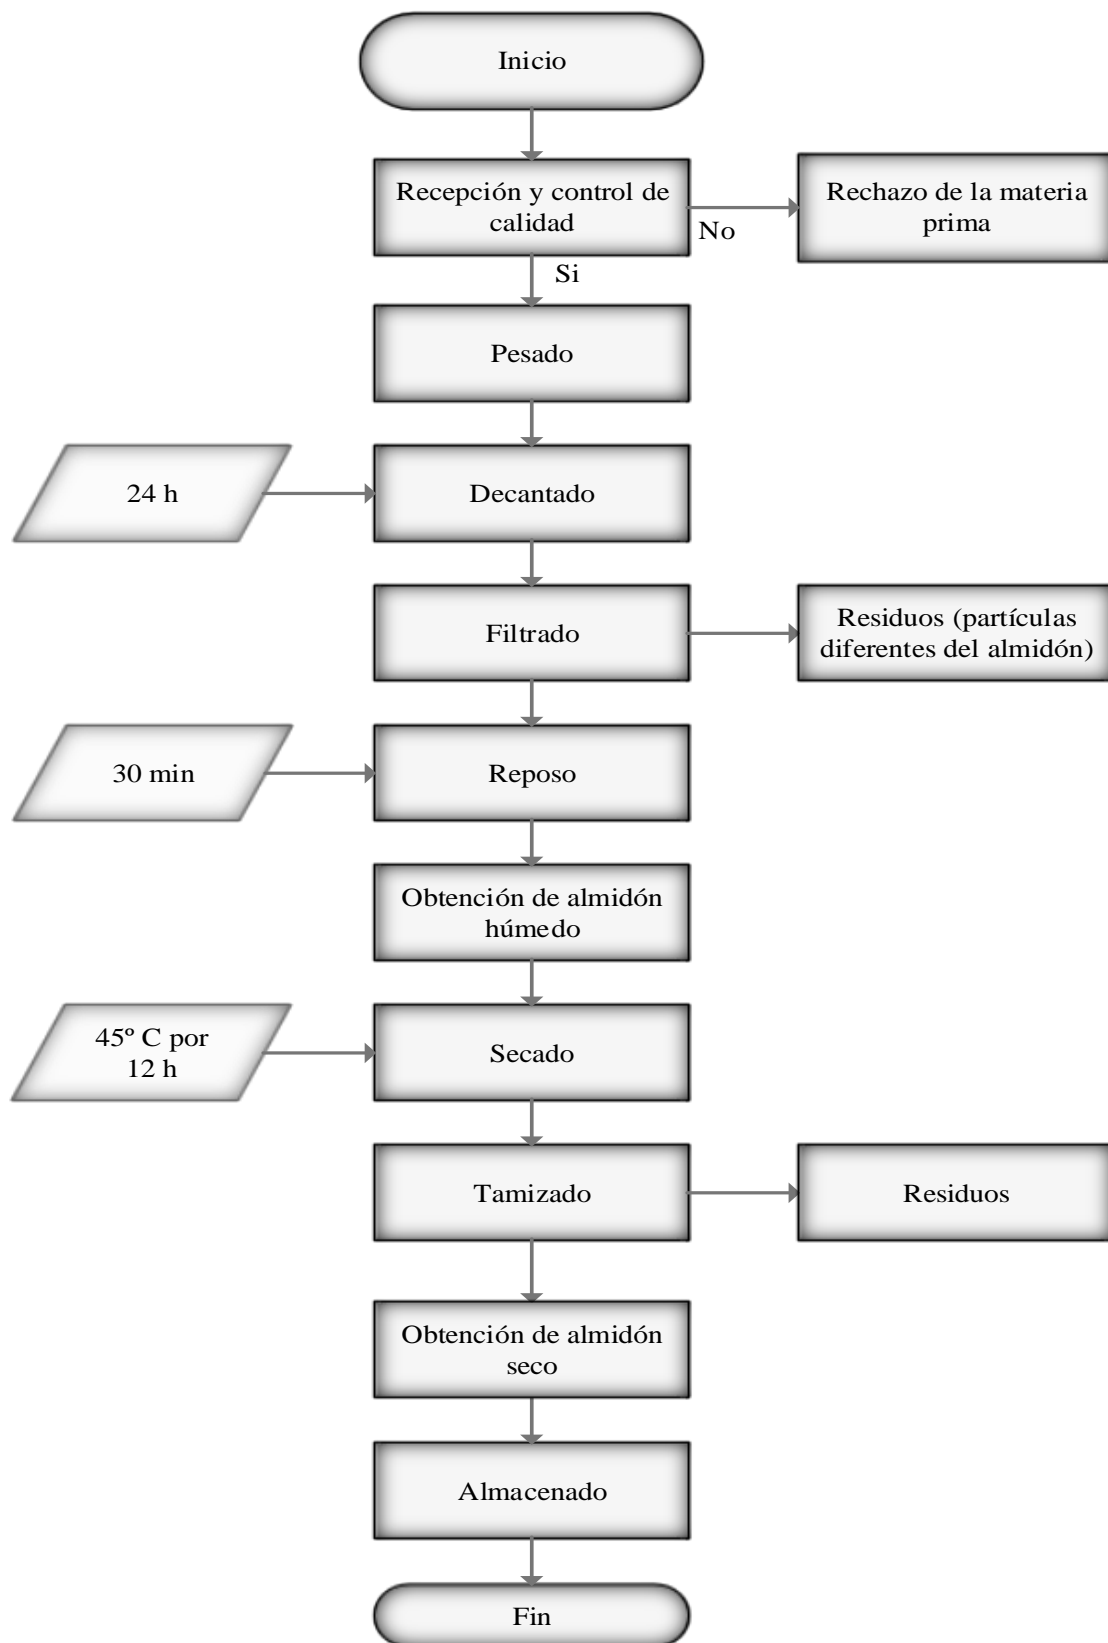 Inicio
Recepción y control de
calidad
No
Rechazo de la materia
prima
Si
Pesado
24 h
Decantado
Filtrado
Residuos (partículas
diferentes del almidón)
30 min
Reposo
Obtención de almidón
húmedo
45º C por
12 h
Secado
Tamizado
Residuos
Obtención de almidón
seco
Almacenado
Fin